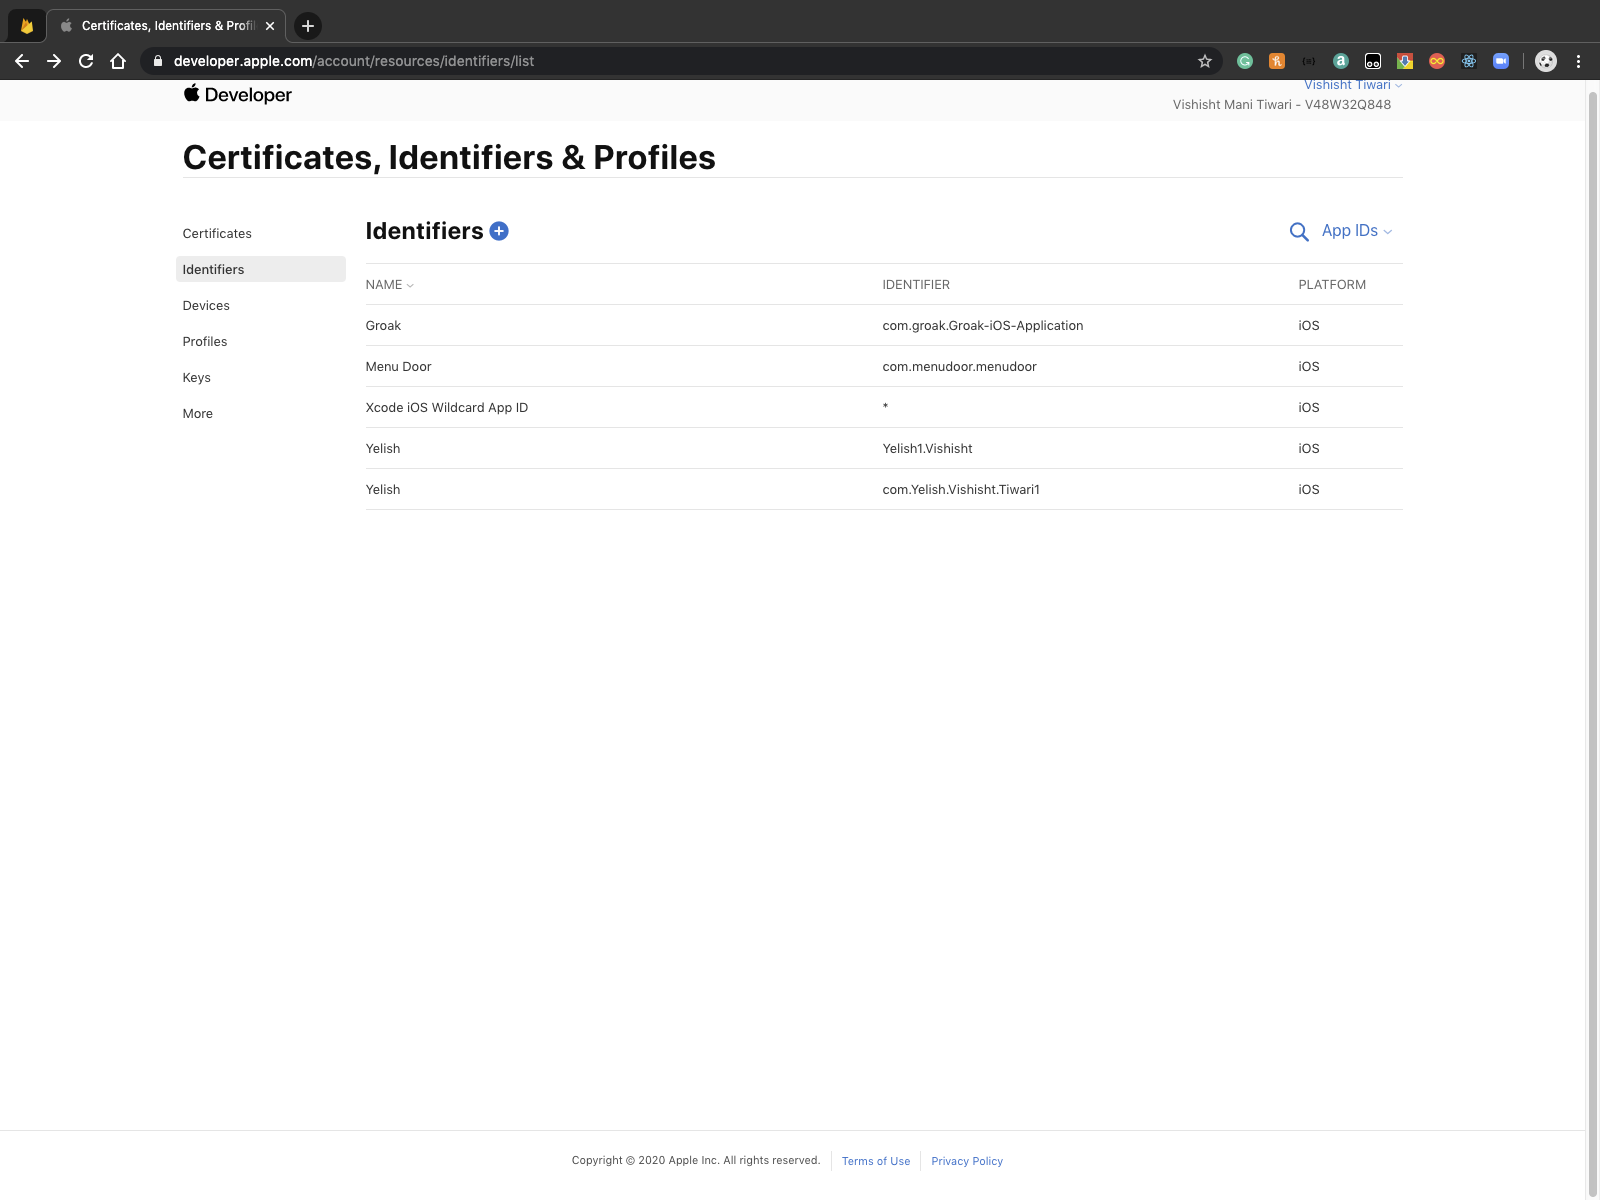 Certificates, Identifiers & Profi
developer.apple.com/account/resources/identifiers/list
Developer
Vishisht Tiwari
Vishisht Mani Tiwari - V48W32Q848
Certificates, Identifiers & Profiles
Certificates
Identifiers
Devices
Profiles
Keys
More
Identifiers
App IDs
NAME IDENTIFIER PLATFORM
Groak com.groak.Groak-iOS-Application iOS
Menu Door com.menudoor.menudoor iOS
Xcode iOS Wildcard App ID * iOS
Yelish Yelish1.Vishisht iOS
Yelish com.Yelish.Vishisht.Tiwari1 iOS
Copyright © 2020 Apple Inc. All rights reserved. Terms of Use Privacy Policy